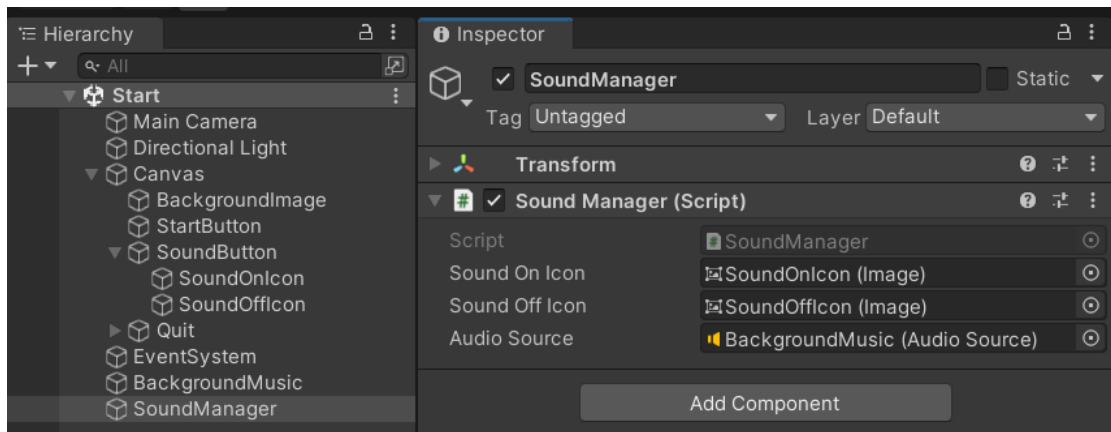 Hierarchy
All
Start
Main Camera
Directional Light
Canvas
BackgroundImage
StartButton
SoundButton
SoundOnIcon
SoundOffIcon
Quit
EventSystem
BackgroundMusic
SoundManager
Inspector
SoundManager Static
Tag Untagged Layer Default
Transform
# Sound Manager (Script)
Script SoundManager
Sound On Icon SoundOnIcon (Image)
Sound Off Icon SoundOffIcon (Image)
Audio Source BackgroundMusic (Audio Source)
Add Component